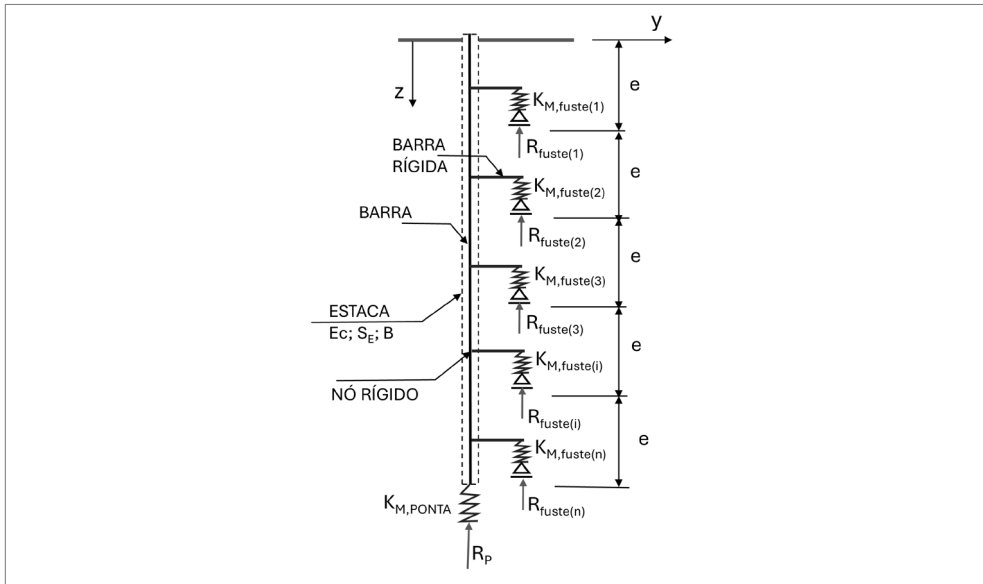 y
z
e
K_M,fuste(1)
R_fuste(1)
BARRA
RÍGIDA
e
K_M,fuste(2)
R_fuste(2)
BARRA
e
K_M,fuste(3)
R_fuste(3)
ESTACA
Ec; S_E; B
e
K_M,fuste(i)
R_fuste(i)
NÓ RÍGIDO
e
K_M,fuste(n)
R_fuste(n)
K_M,PONTA
R_P